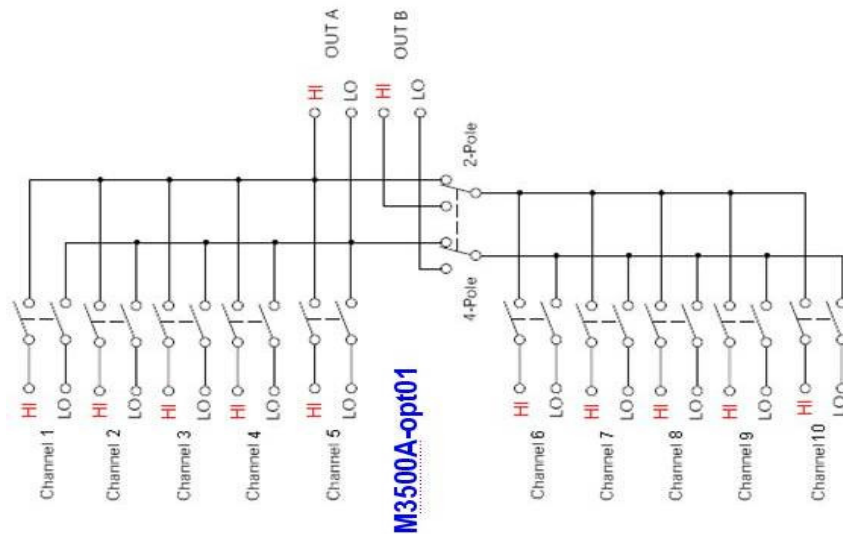 OUT A
OUT B
HI
LO
HI
LO
2-Pole
4-Pole
HI
LO
Channel 1
HI
LO
Channel 2
HI
LO
Channel 3
HI
LO
Channel 4
HI
LO
Channel 5
M3500A-opt01
HI
LO
Channel 6
HI
LO
Channel 7
HI
LO
Channel 8
HI
LO
Channel 9
HI
LO
Channel10